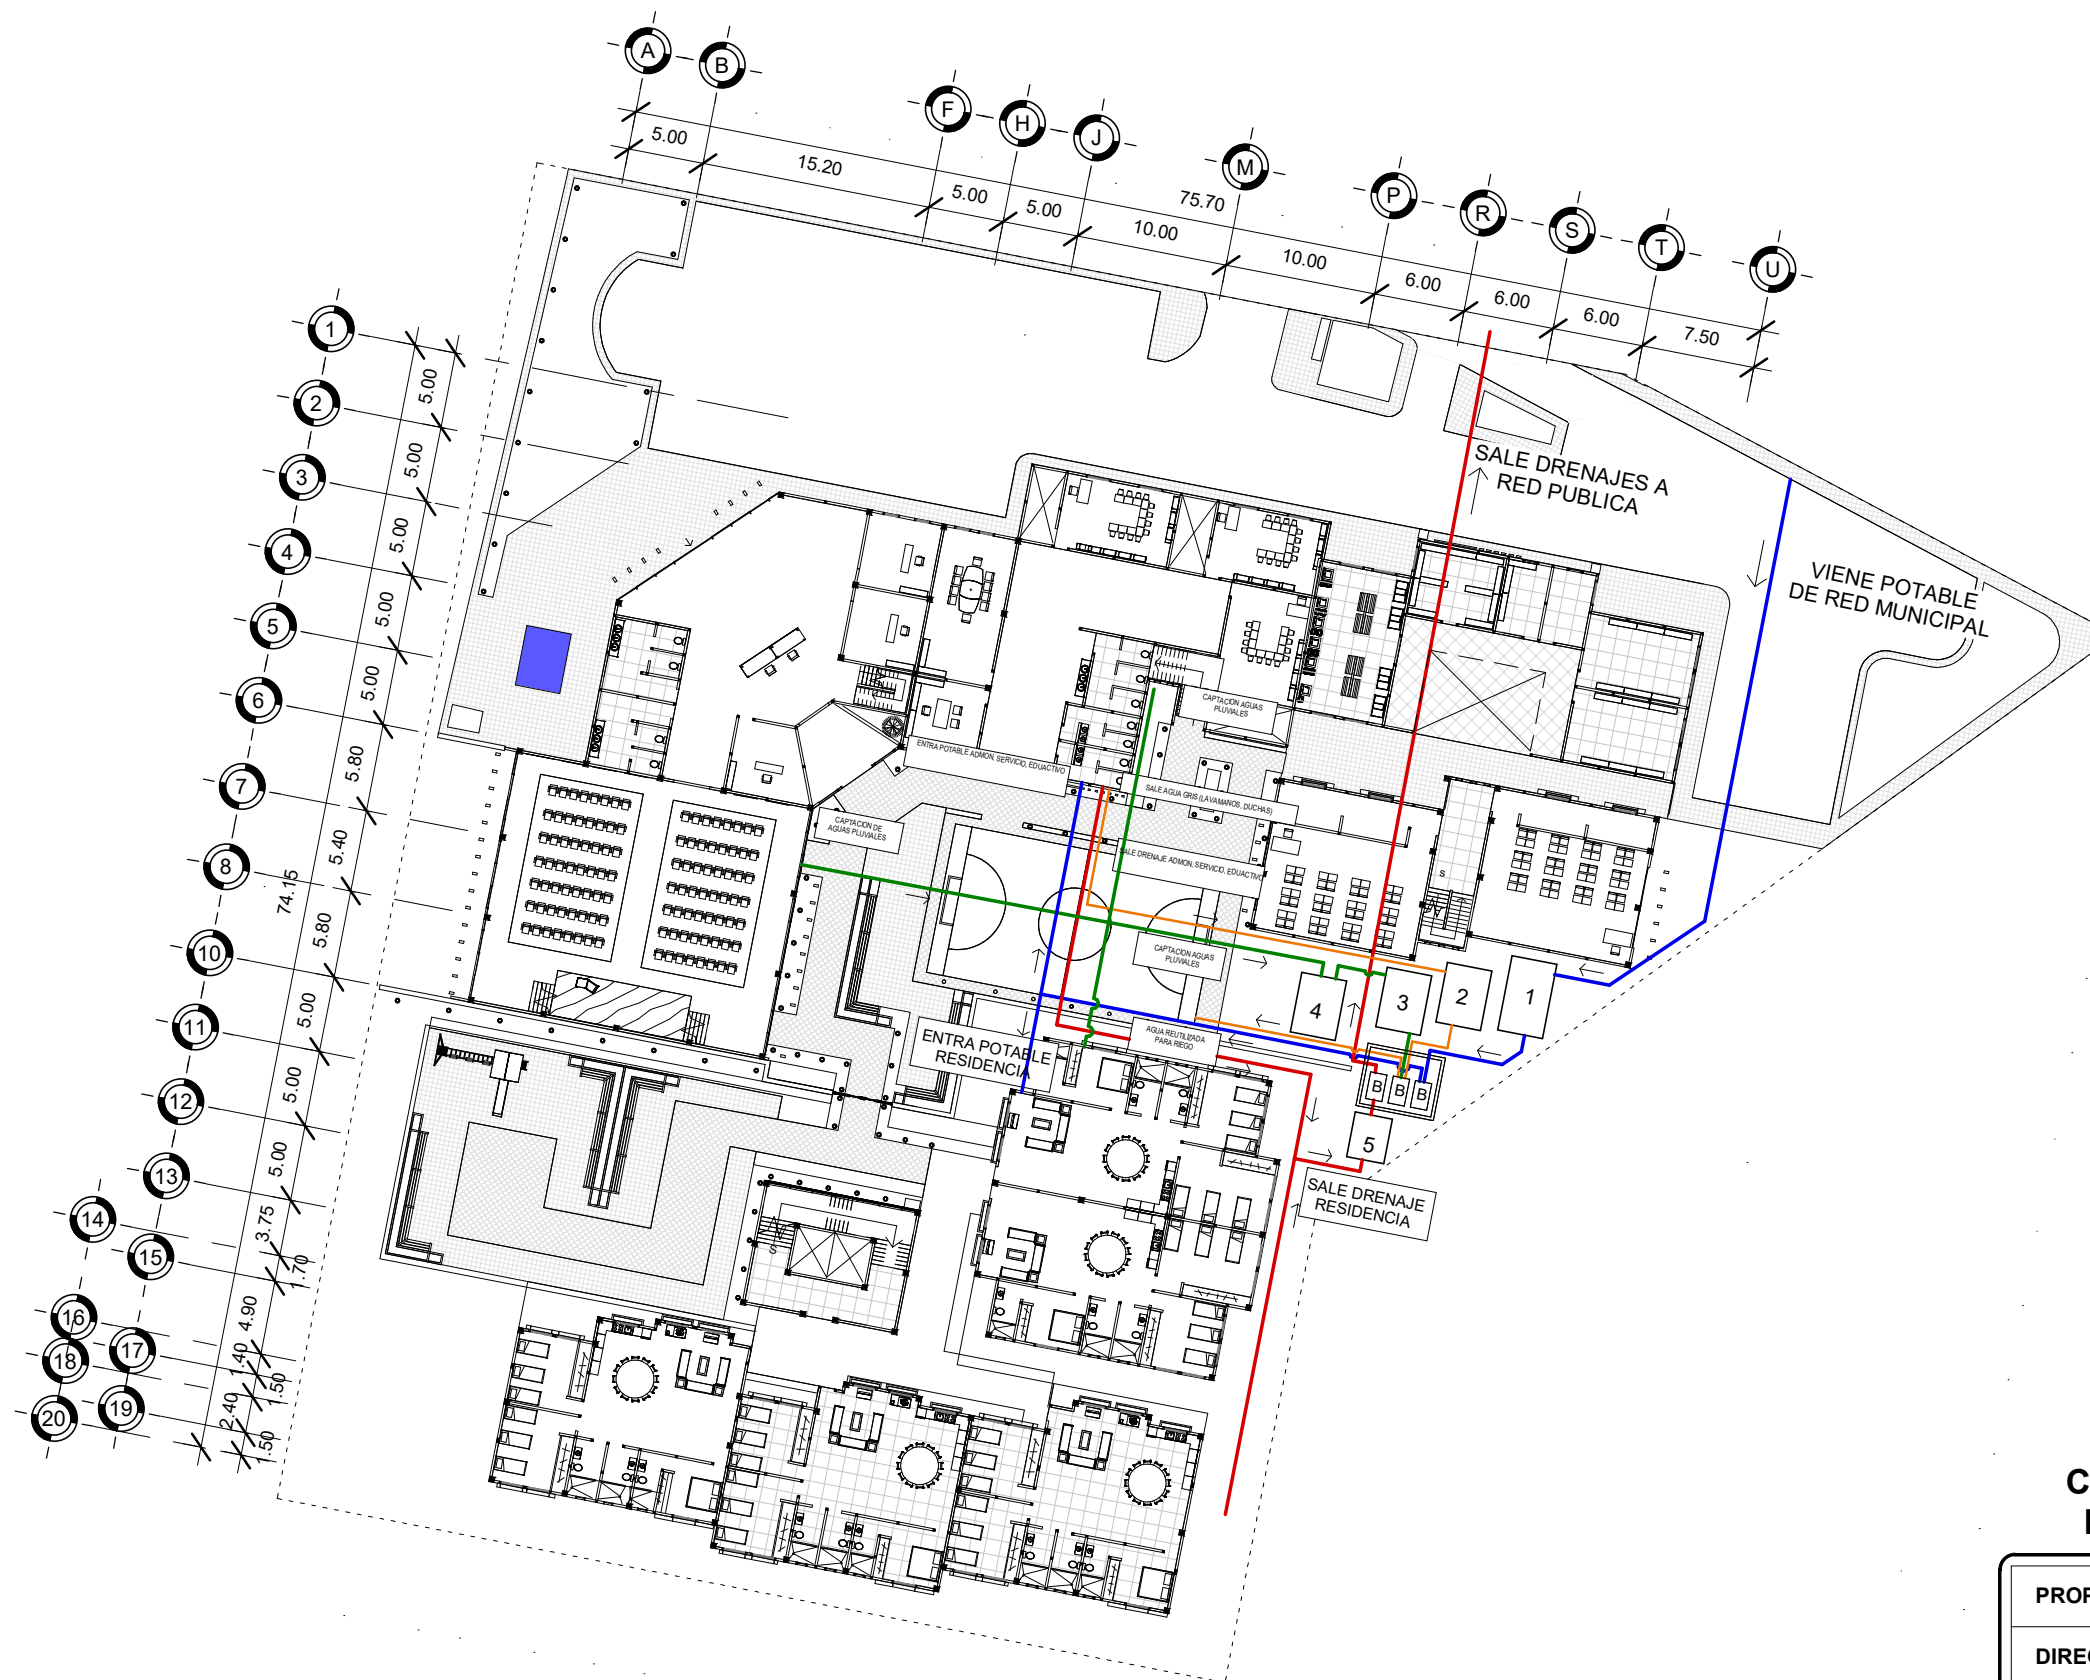 A
B
F
H
J
M
P
R
S
T
U
5.00
15.20
5.00
5.00
75.70
10.00
10.00
6.00
6.00
6.00
7.50
1
2
3
4
5
6
7
8
10
11
12
13
14
15
16
17
18
19
20
5.00
5.00
5.00
5.00
5.00
5.80
5.40
74.15
5.80
5.00
5.00
5.00
3.75
1.70
4.90
1.40
1.50
2.40
1.50
SALE DRENAJES A
RED PUBLICA
VIENE POTABLE
DE RED MUNICIPAL
CAPTACION AGUAS
PLUVIALES
ENTRA POTABLE ADMON, SERVICIO, EDUACTIVO
SALE AGUA GRIS (LAVAMANOS, DUCHAS)
CAPTACION DE
AGUAS PLUVIALES
SALE DRENAJE ADMON, SERVICIO, EDUACTIVO
S
CAPTACION AGUAS
PLUVIALES
4
3
2
1
AGUA REUTILIZADA
PARA RIEGO
ENTRA POTABLE
RESIDENCIA
B
B
B
5
SALE DRENAJE
RESIDENCIA
S
C
PROP
DIREC